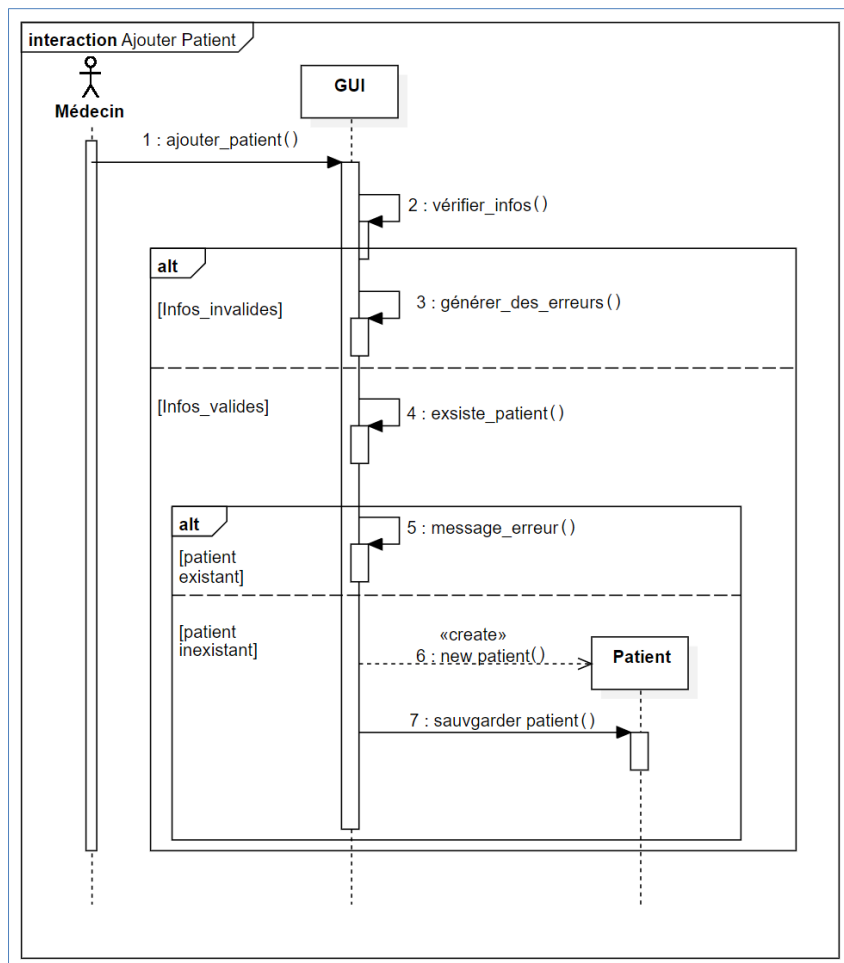 interaction Ajouter Patient
Médecin
GUI
1 : ajouter_patient()
2 : vérifier_infos()
alt
[Infos_invalides]
3 : générer_des_erreurs()
[Infos_valides]
4 : exsiste_patient()
alt
5 : message_erreur()
[patient
existant]
[patient
inexistant]
«create»
6 : new patient()
Patient
7 : sauvgarder patient()